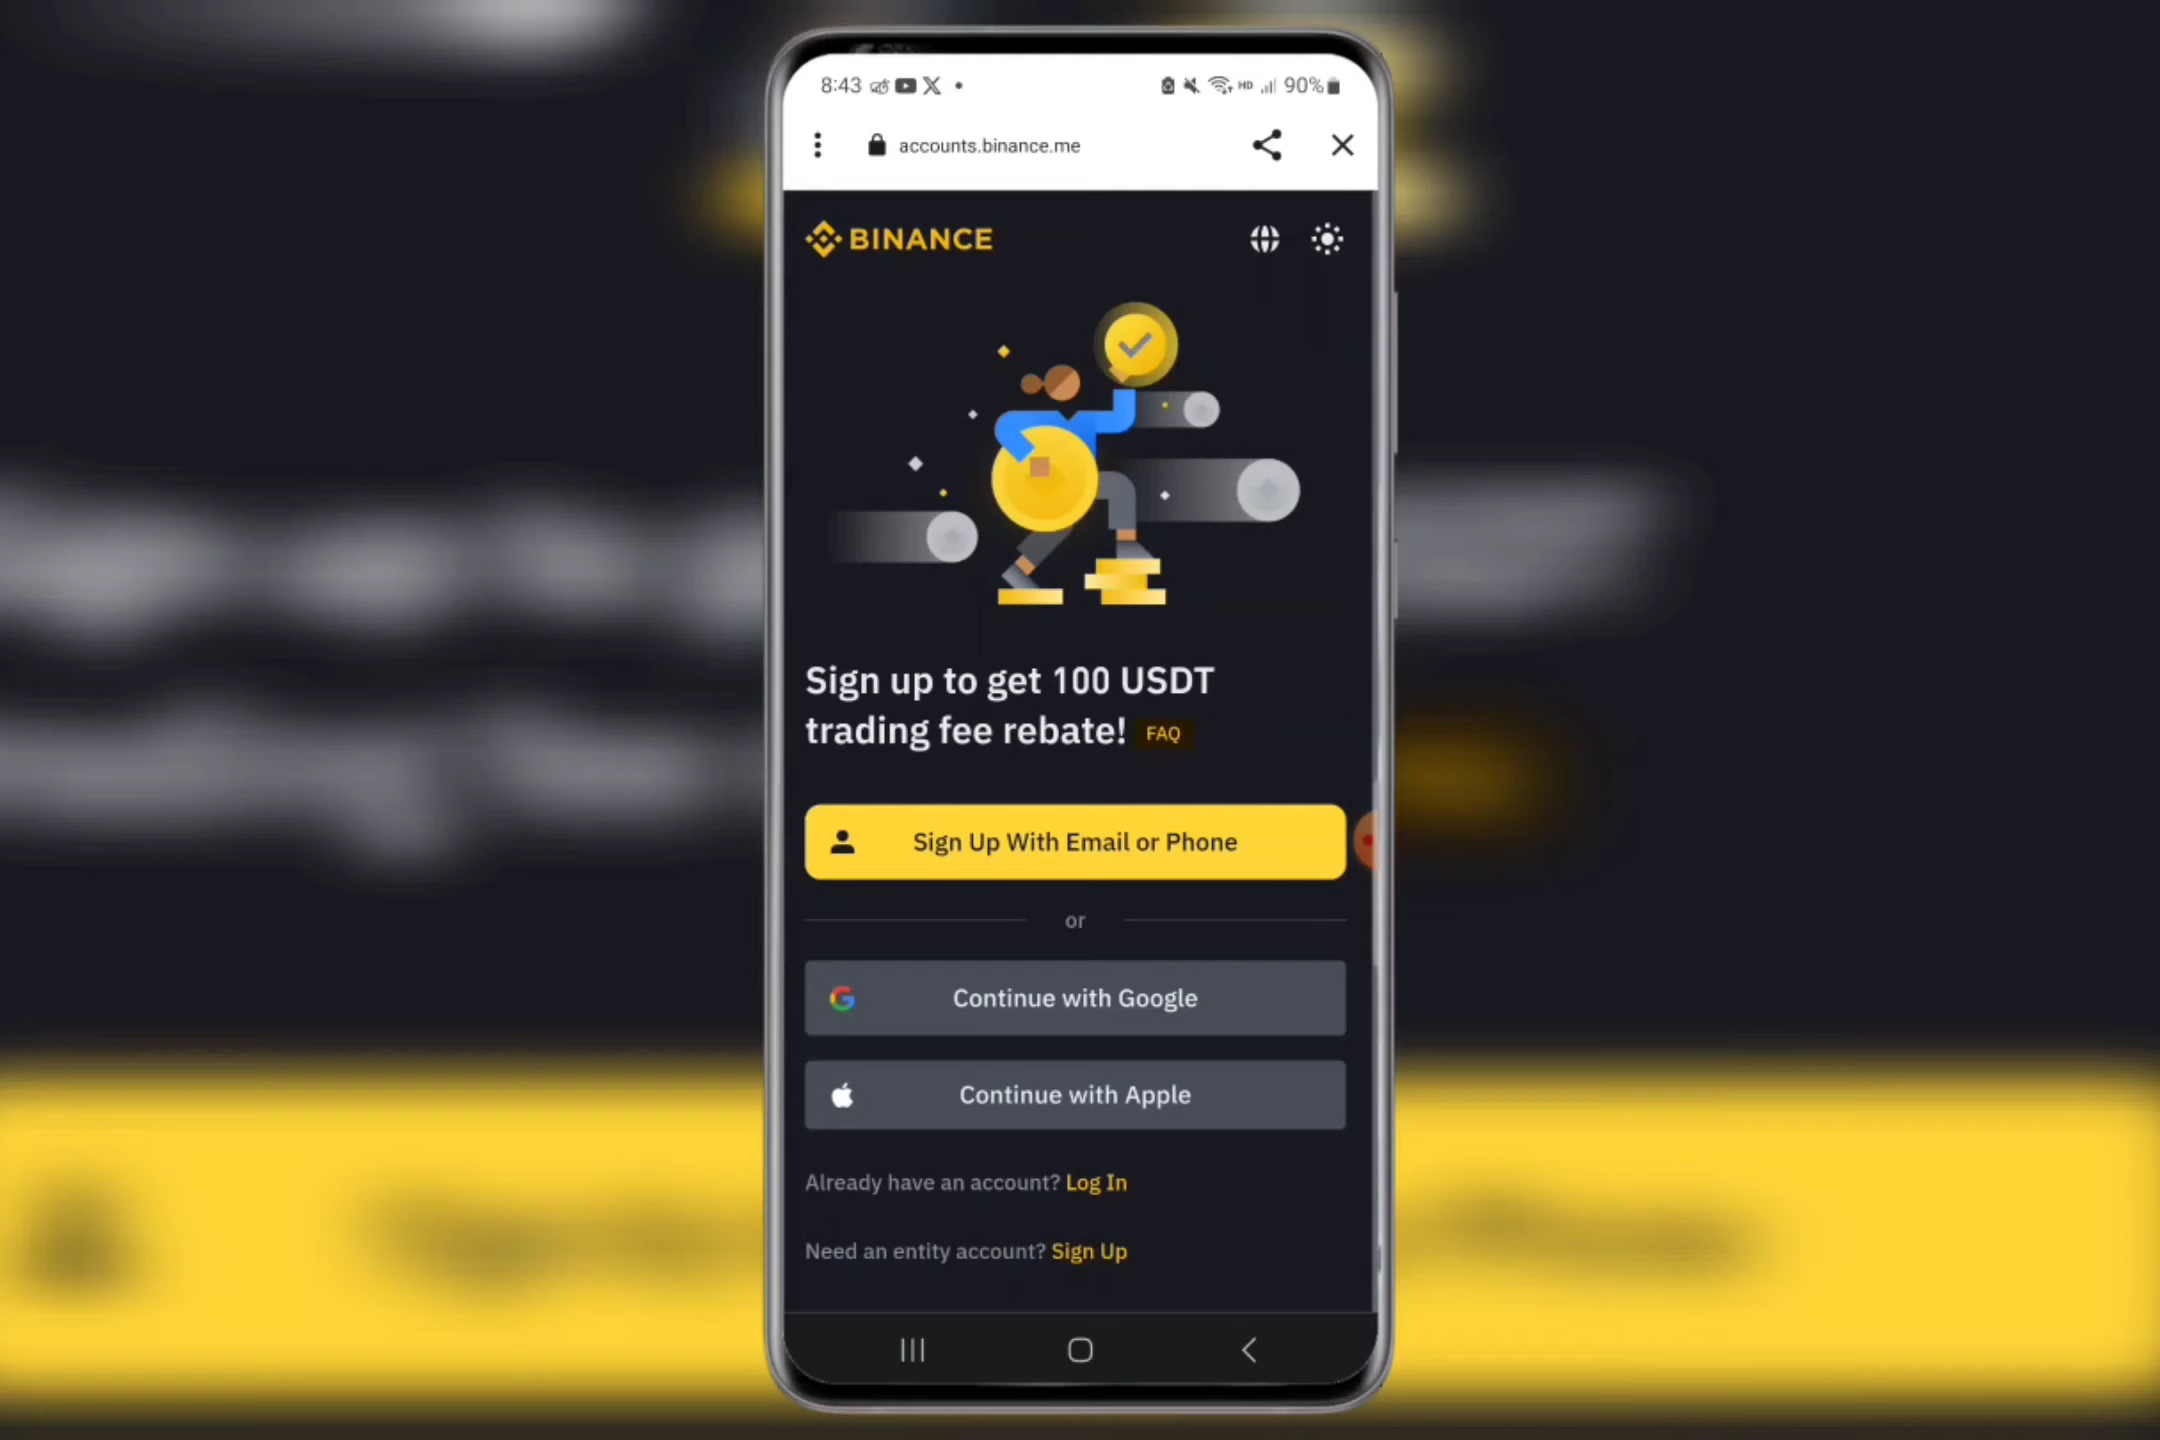 8:43
HD 90%
accounts.binance.me
BINANCE
Sign up to get 100 USDT
trading fee rebate! FAQ
Sign Up With Email or Phone
or
Continue with Google
Continue with Apple
Already have an account? Log In
Need an entity account? Sign Up